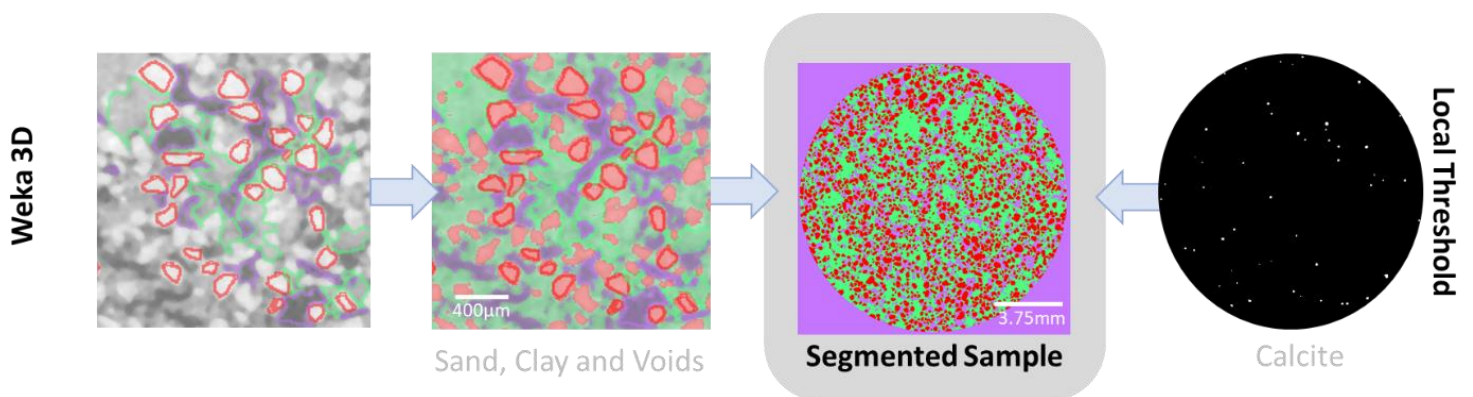 Weka 3D
400μm
Sand, Clay and Voids
3.75mm
Segmented Sample
Local Threshold
Calcite